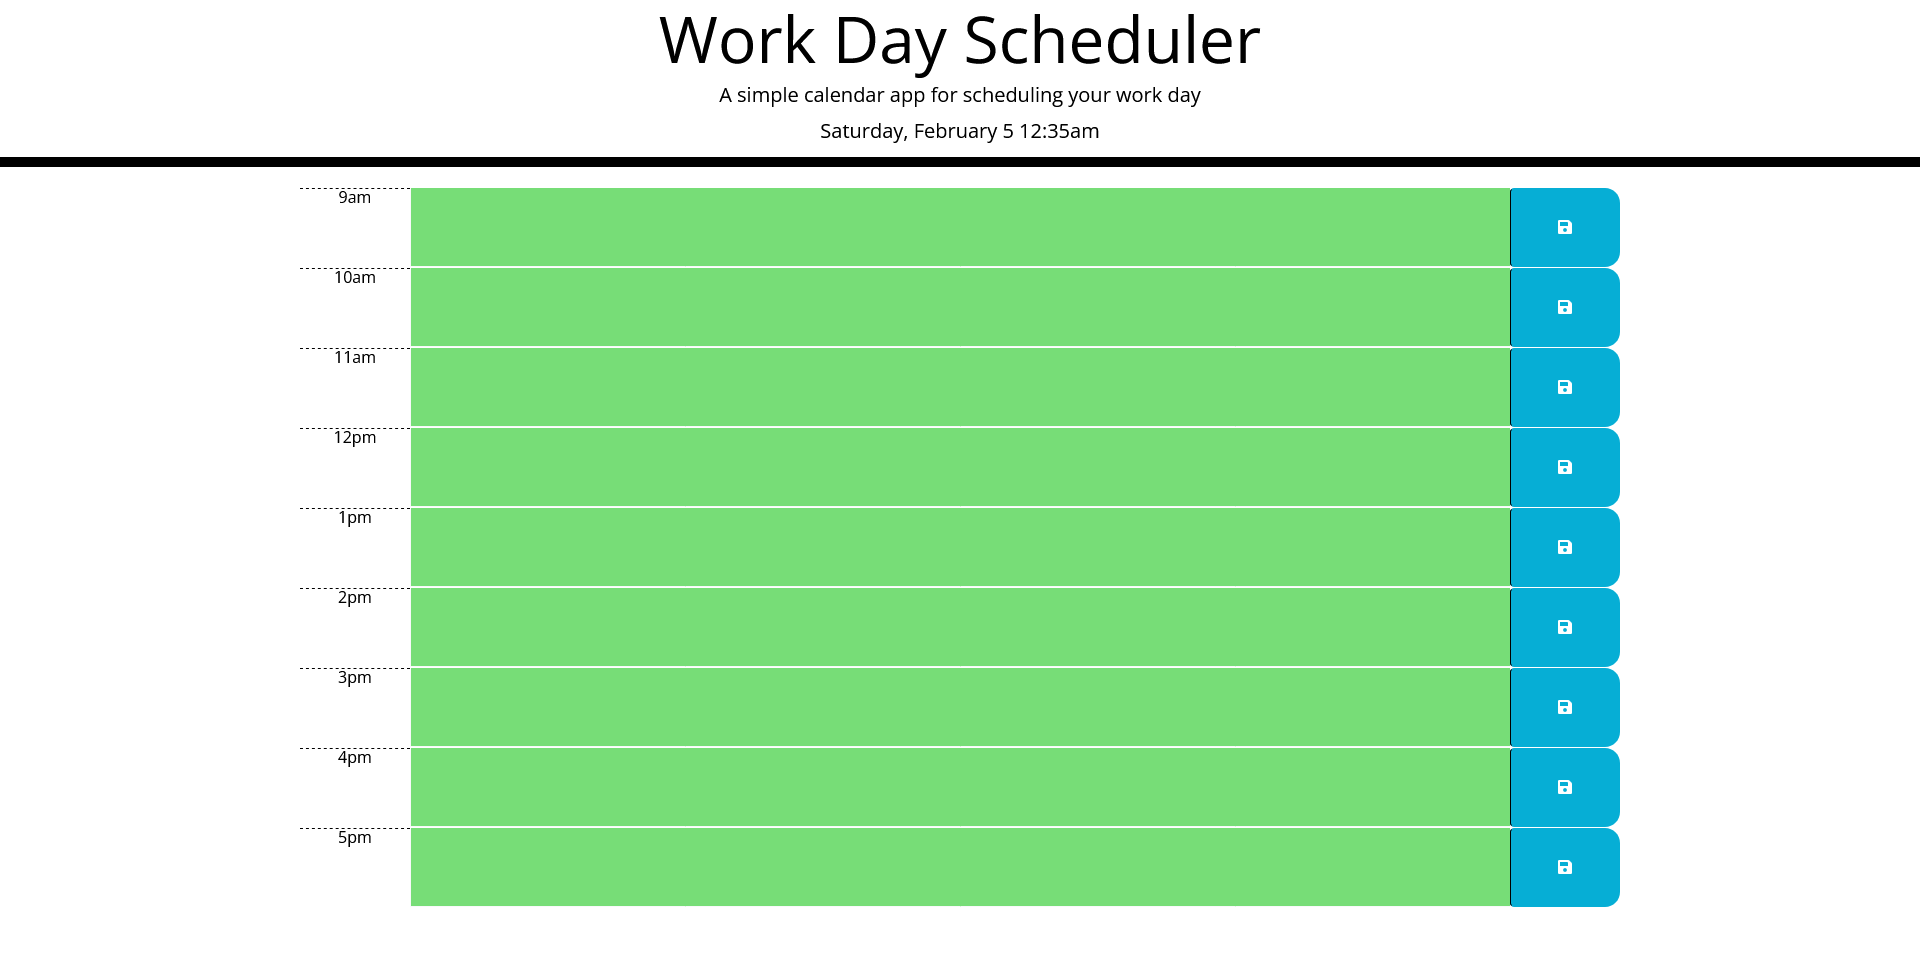 Work Day Scheduler
A simple calendar app for scheduling your work day
Saturday, February 5 12:35am
9am
10am
11am
12pm
1pm
2pm
3pm
4pm
5pm